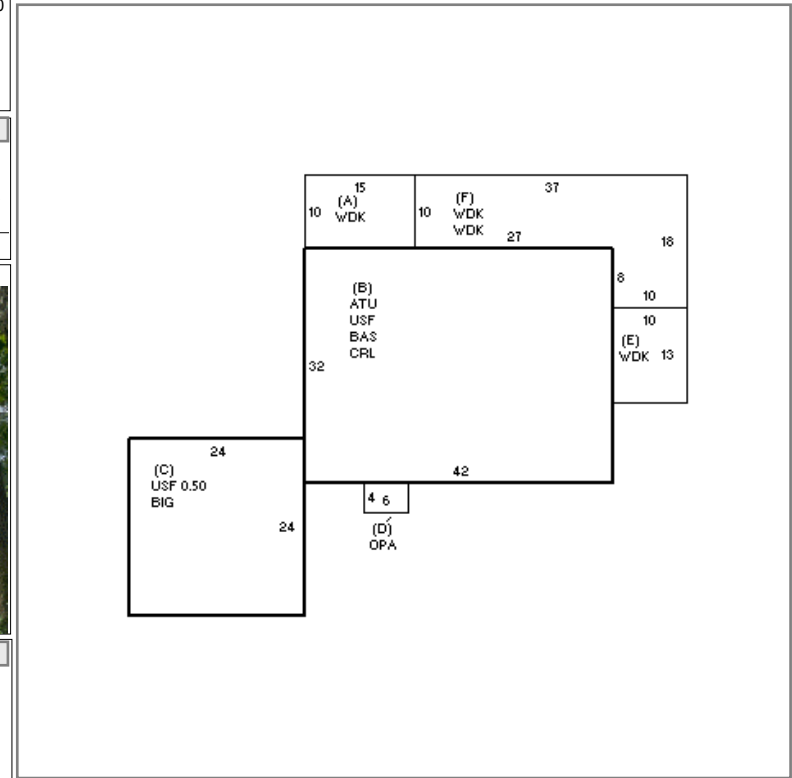 15
(A)
10
WDK
37
(F)
10
WDK
WDK
27
18
8
10
(B)
ATU
USF
BAS
CRL
32
42
10
(E)
WDK
13
24
(C)
USF 0.50
BIG
24
4
6
(D)
OPA